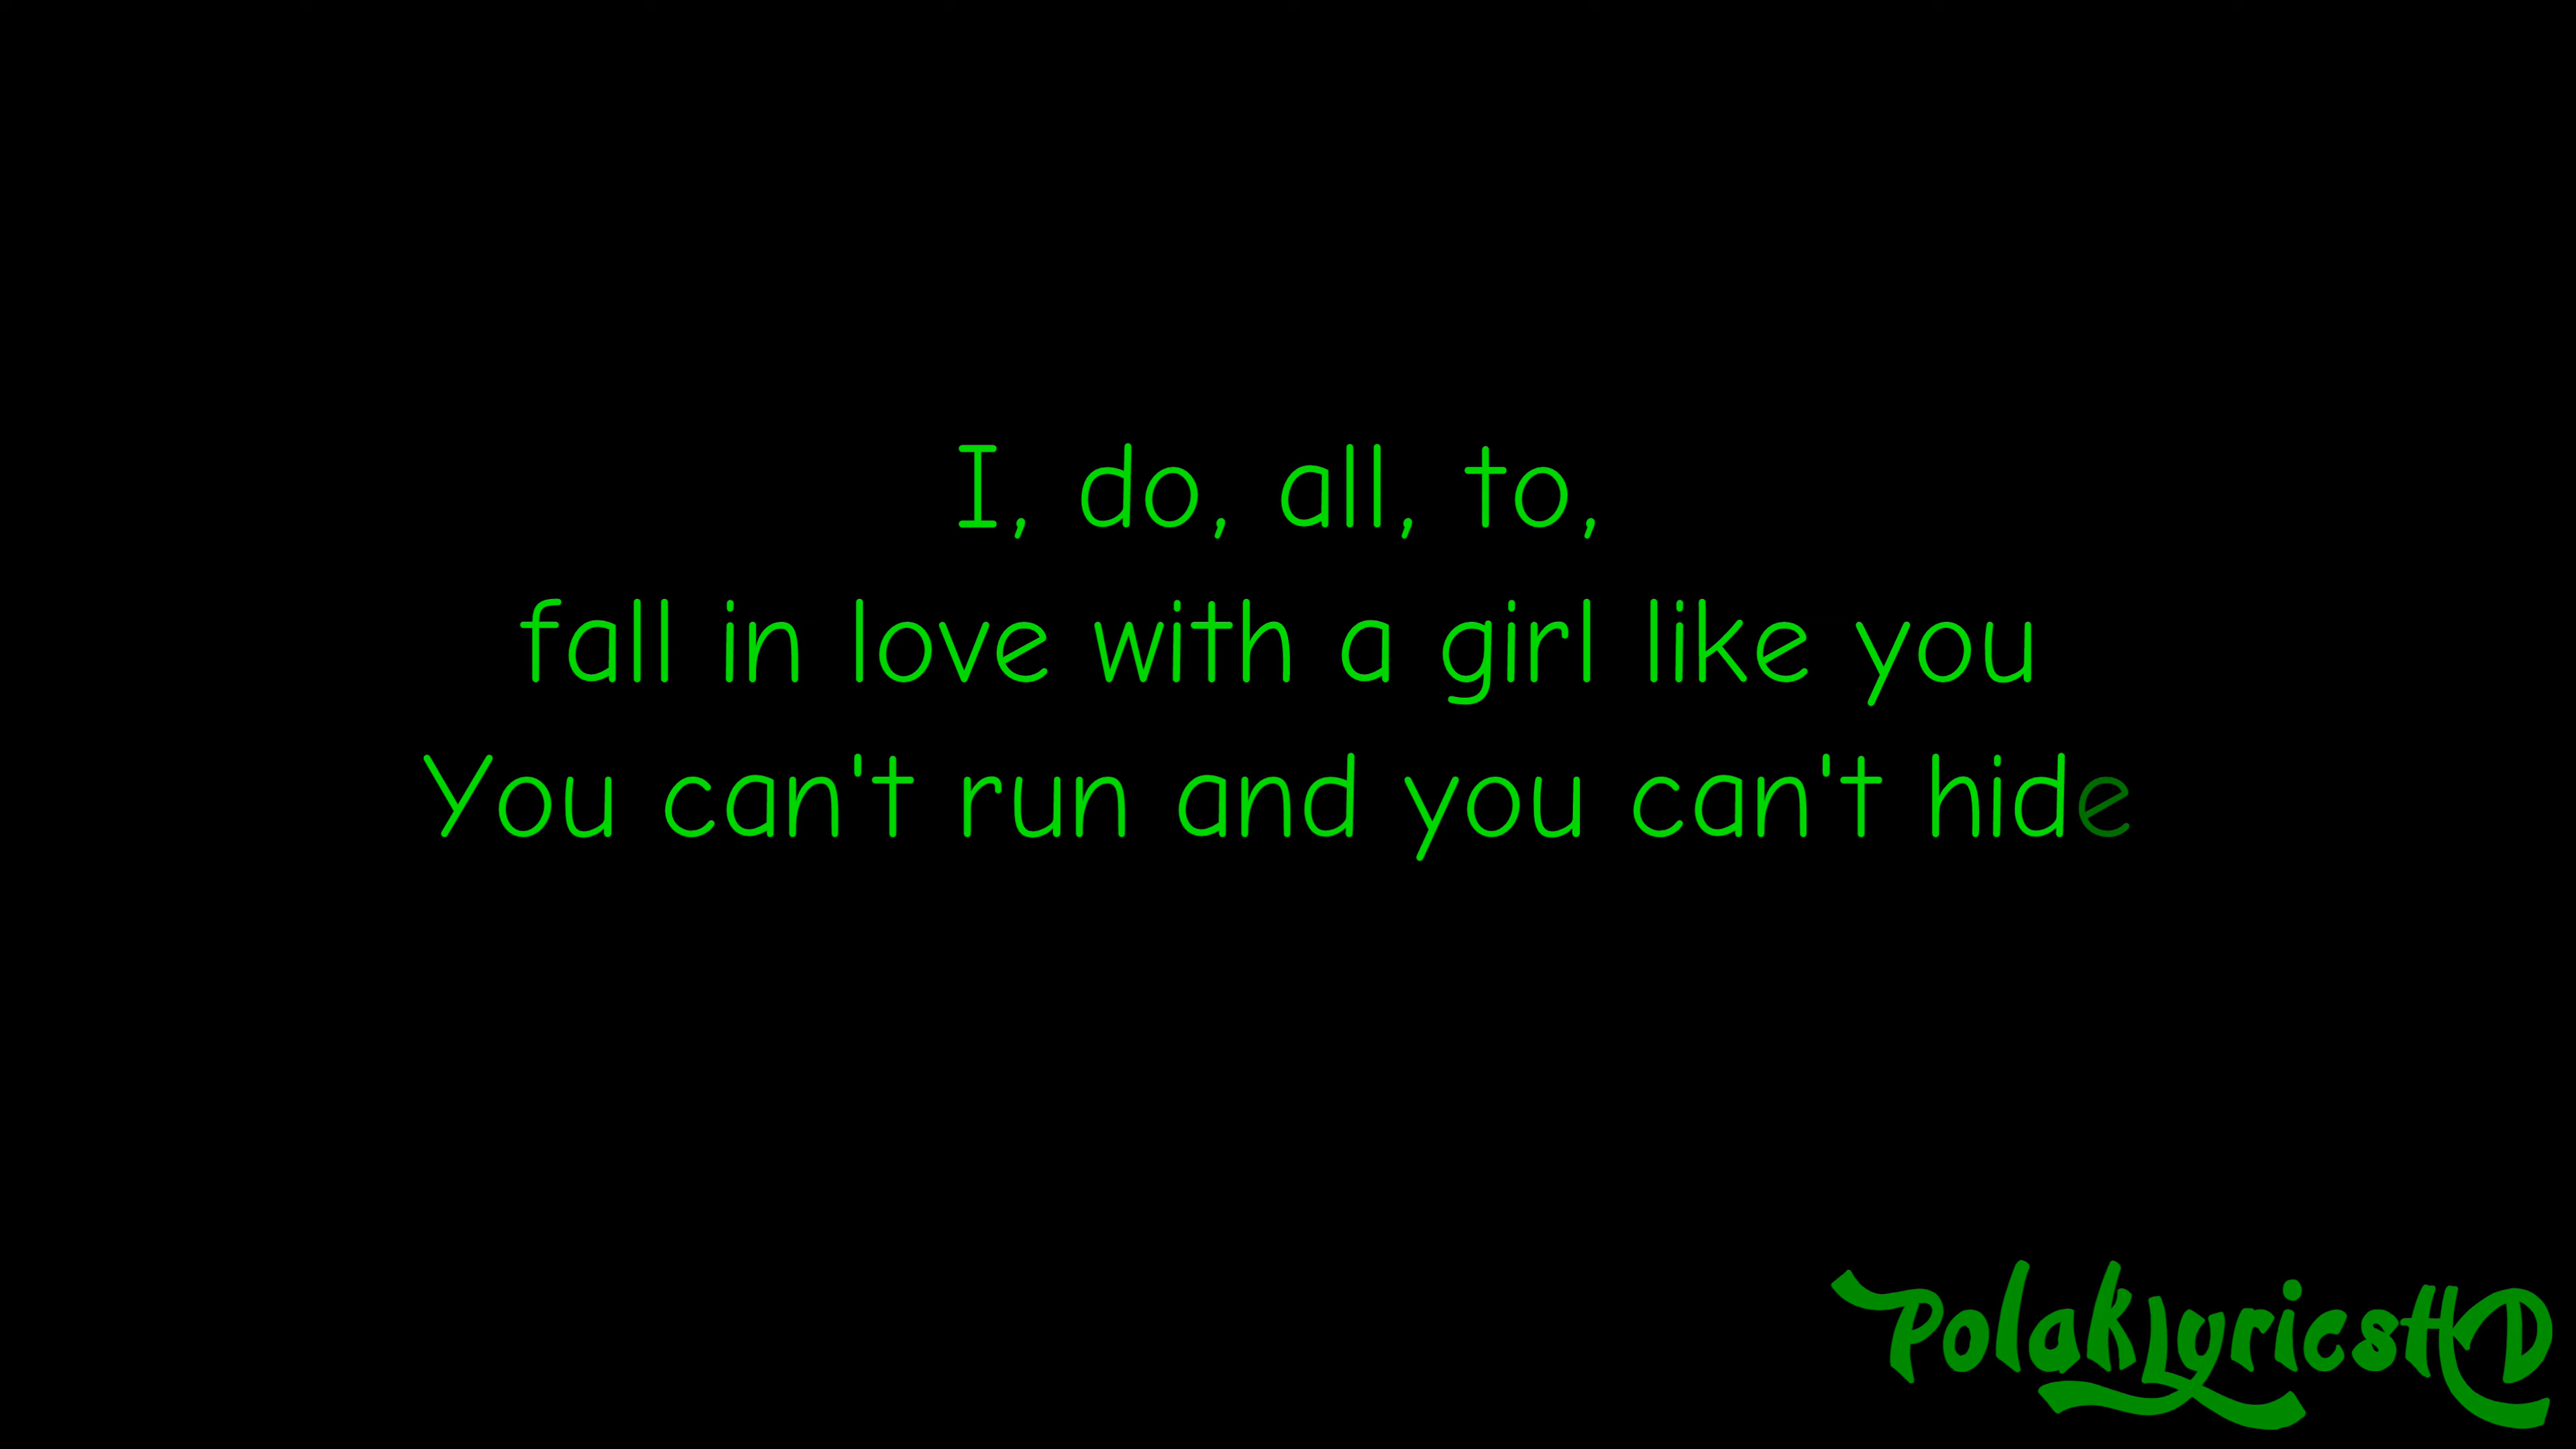 I, do, all, to,
fall in love with a girl like you
You can't run and you can't hide
PolakLyricsHD